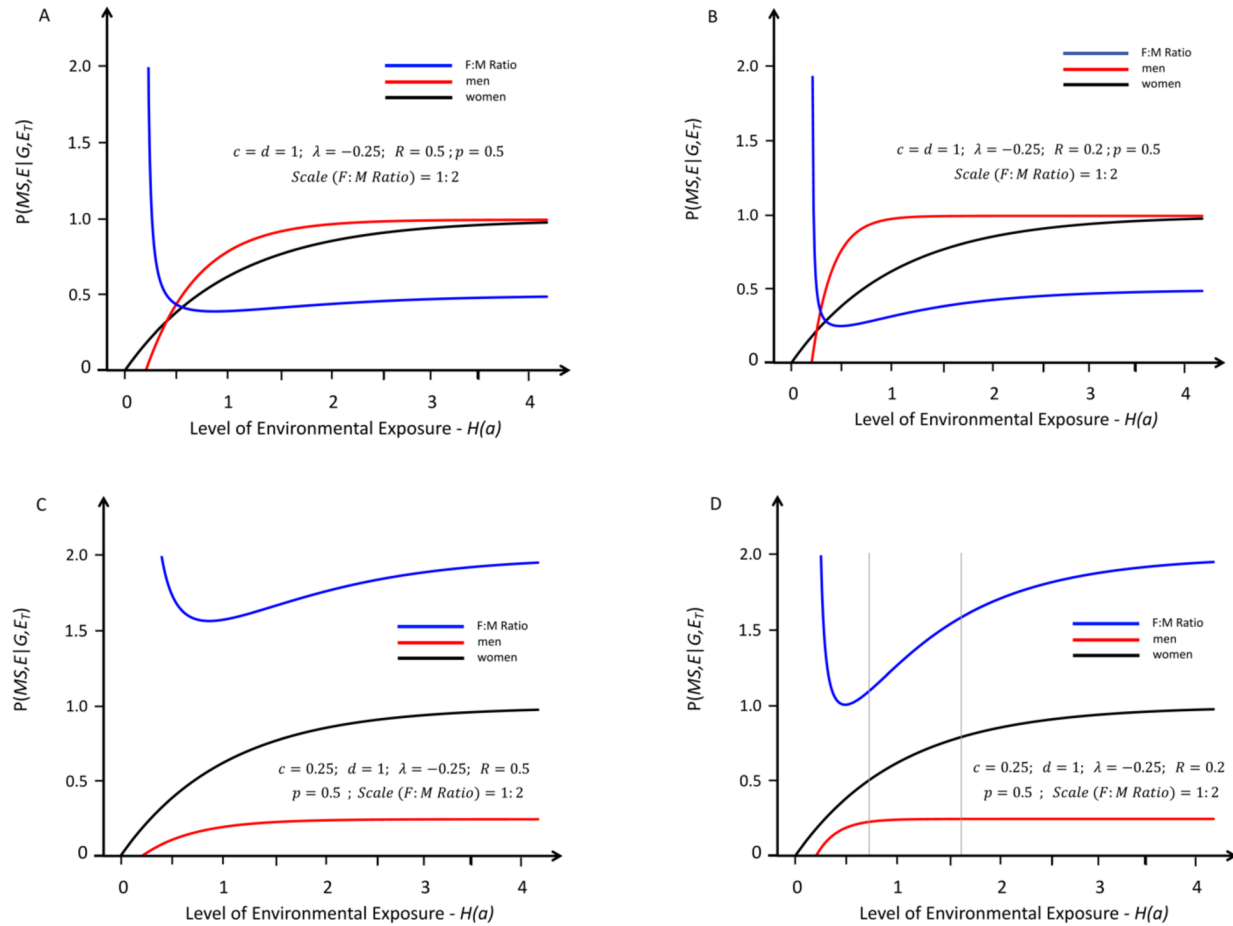 A
P(MS,E|G,E_T)
2.0
1.5
1.0
0.5
0
F:M Ratio
men
women
c = d = 1; λ = −0.25; R = 0.5 ; p = 0.5
Scale (F: M Ratio) = 1: 2
0 1 2 3 4
Level of Environmental Exposure - H(a)
B
P(MS,E|G,E_T)
2.0
1.5
1.0
0.5
0
F:M Ratio
men
women
c = d = 1; λ = −0.25; R = 0.2 ; p = 0.5
Scale (F: M Ratio) = 1: 2
0 1 2 3 4
Level of Environmental Exposure - H(a)
C
P(MS,E|G,E_T)
2.0
1.5
1.0
0.5
0
F:M Ratio
men
women
c = 0.25; d = 1; λ = −0.25; R = 0.5
p = 0.5 ; Scale (F: M Ratio) = 1: 2
0 1 2 3 4
Level of Environmental Exposure - H(a)
D
P(MS,E|G,E_T)
2.0
1.5
1.0
0.5
0
F:M Ratio
men
women
c = 0.25; d = 1; λ = −0.25; R = 0.2
p = 0.5 ; Scale (F: M Ratio) = 1: 2
0 1 2 3 4
Level of Environmental Exposure - H(a)